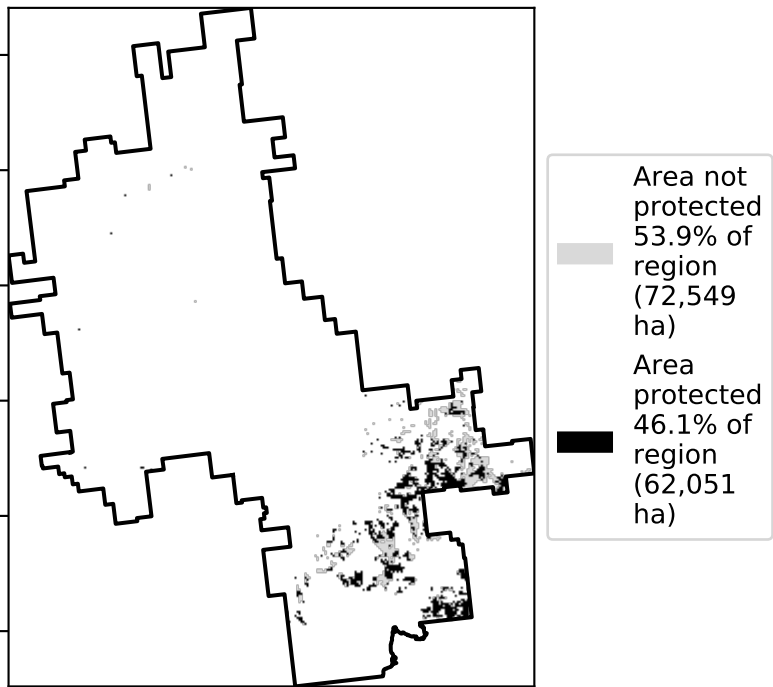 Area not
protected
53.9% of
region
(72,549
ha)
Area
protected
46.1% of
region
(62,051
ha)